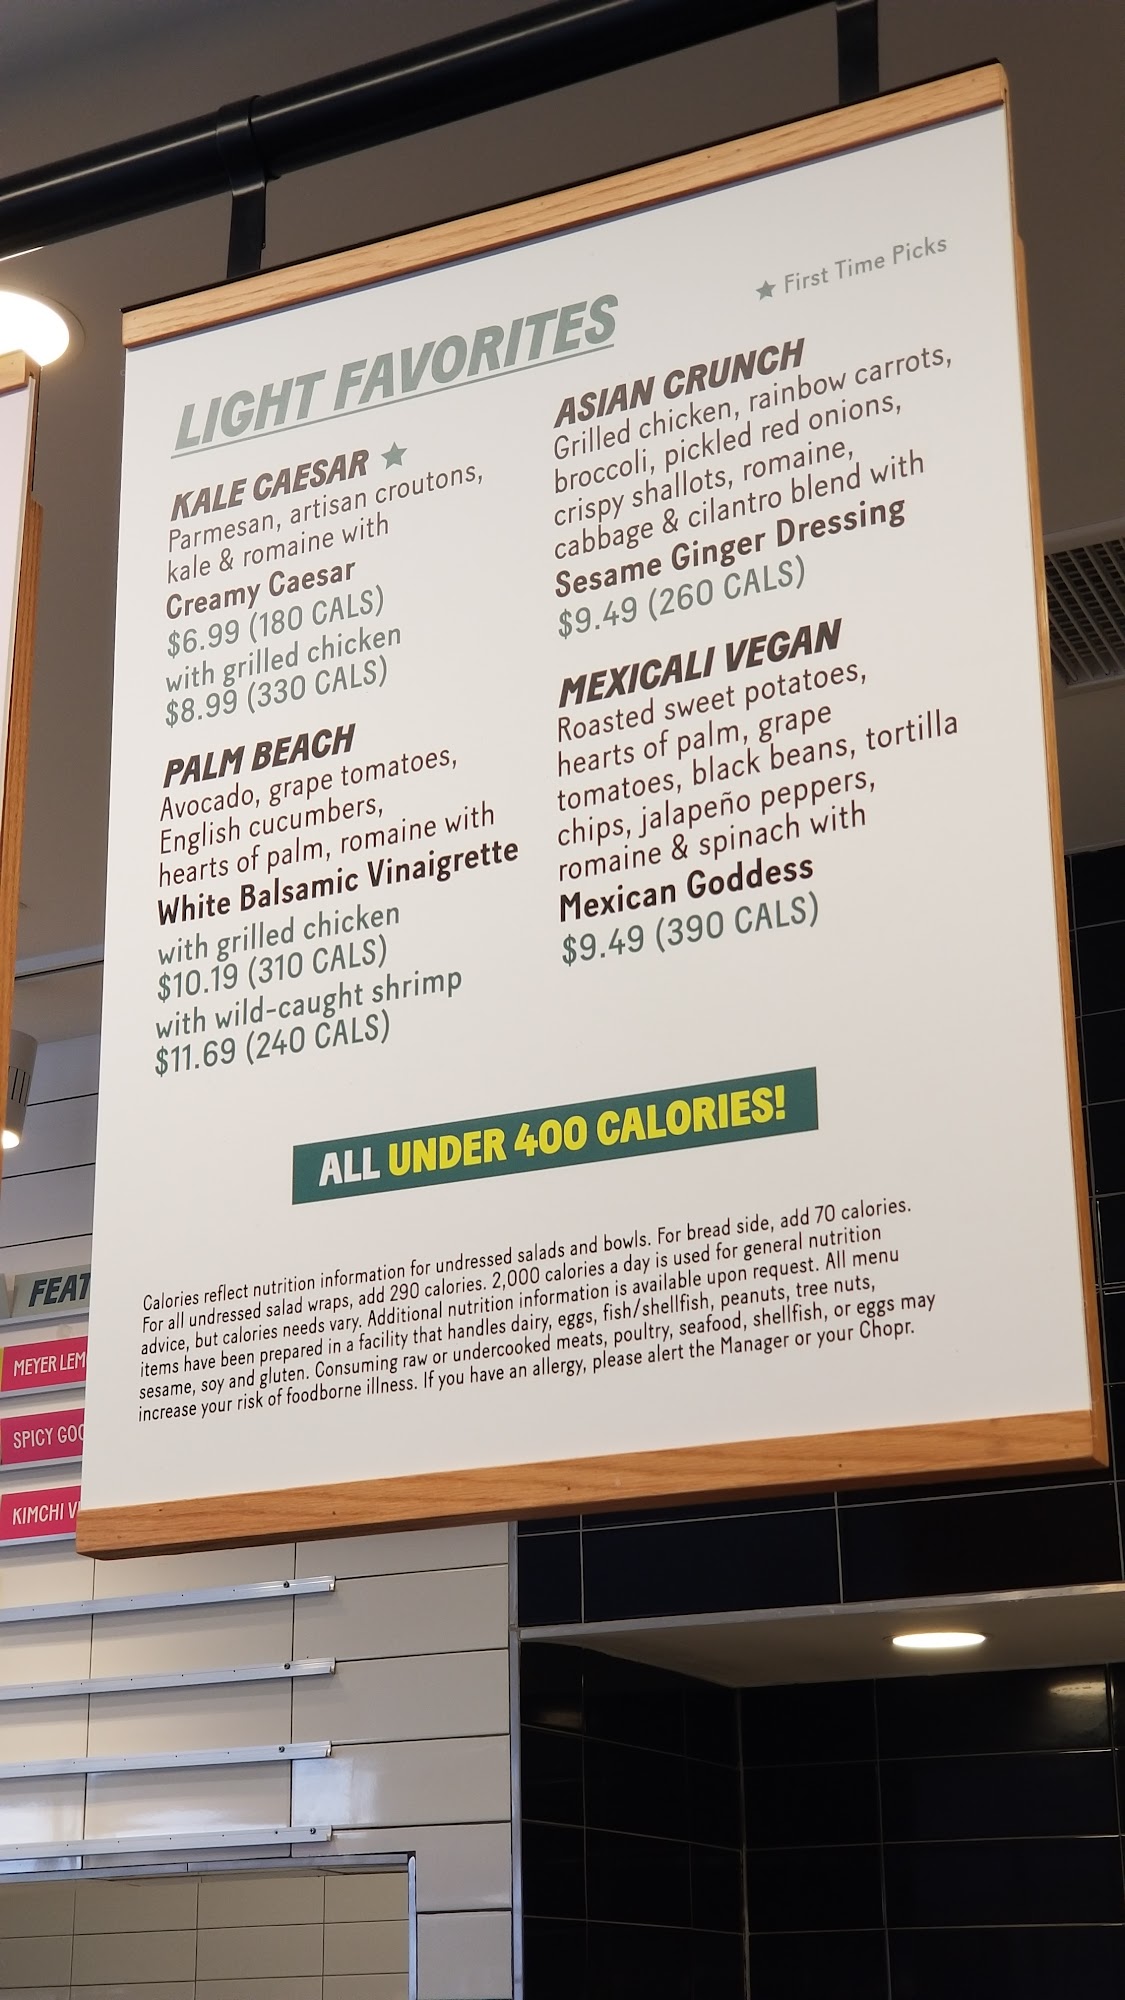 ★ First Time Picks
LIGHT FAVORITES
KALE CAESAR ★
Parmesan, artisan croutons,
kale & romaine with
Creamy Caesar
$6.99 (180 CALS)
with grilled chicken
$8.99 (330 CALS)
PALM BEACH
Avocado, grape tomatoes,
English cucumbers,
hearts of palm, romaine with
White Balsamic Vinaigrette
with grilled chicken
$10.19 (310 CALS)
with wild-caught shrimp
$11.69 (240 CALS)
ASIAN CRUNCH
Grilled chicken, rainbow carrots,
broccoli, pickled red onions,
crispy shallots, romaine,
cabbage & cilantro blend with
Sesame Ginger Dressing
$9.49 (260 CALS)
MEXICALI VEGAN
Roasted sweet potatoes,
hearts of palm, grape
tomatoes, black beans, tortilla
chips, jalapeño peppers,
romaine & spinach with
Mexican Goddess
$9.49 (390 CALS)
ALL UNDER 400 CALORIES!
Calories reflect nutrition information for undressed salads and bowls. For bread side, add 70 calories.
For all undressed salad wraps, add 290 calories. 2,000 calories a day is used for general nutrition
advice, but calories needs vary. Additional nutrition information is available upon request. All menu
items have been prepared in a facility that handles dairy, eggs, fish/shellfish, peanuts, tree nuts,
sesame, soy and gluten. Consuming raw or undercooked meats, poultry, seafood, shellfish, or eggs may
increase your risk of foodborne illness. If you have an allergy, please alert the Manager or your Chopr.
FEAT
MEYER LEM
SPICY GOO
KIMCHI V